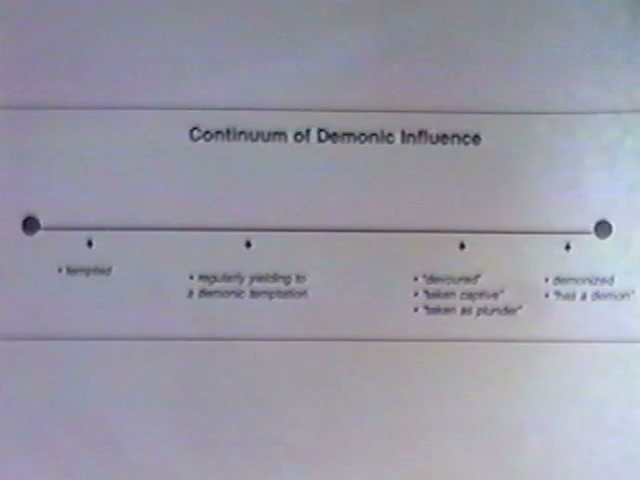 Continuum of Demonic Influence
• tempted
• regularly yielding to
a demonic temptation
• "devoured"
• "taken captive"
• "taken as plunder"
• demonized
• "has a demon"